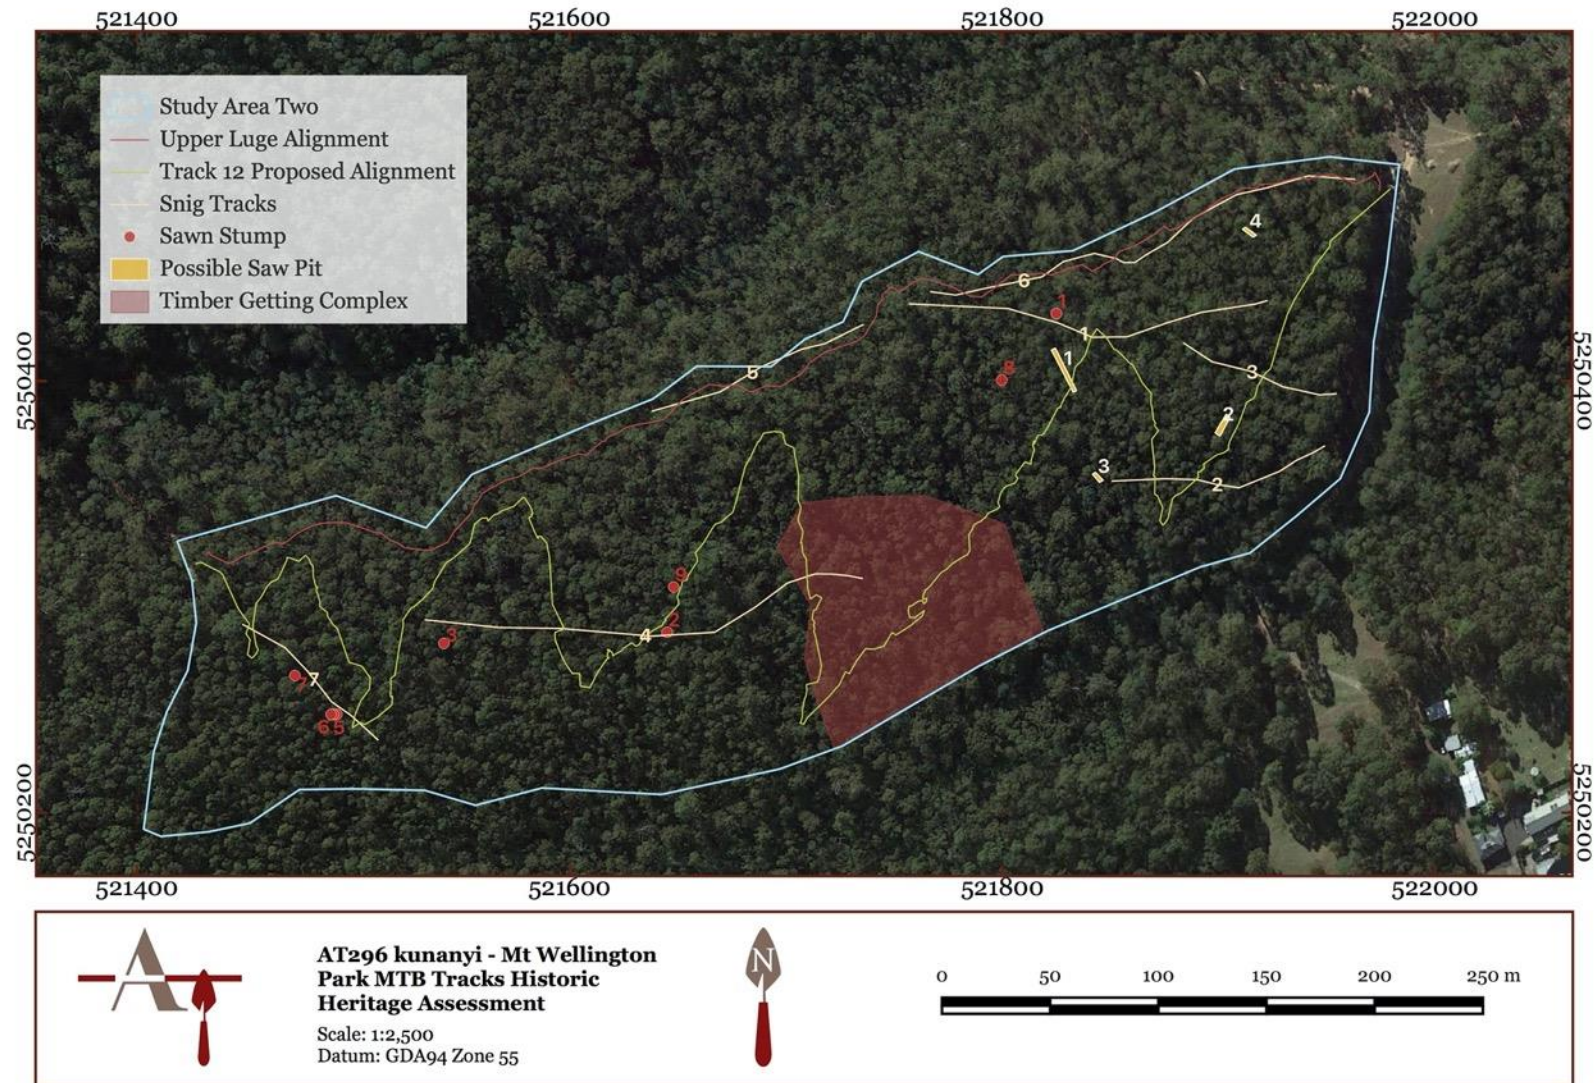 521400 521600 521800 522000
Study Area Two
Upper Luge Alignment
Track 12 Proposed Alignment
Snig Tracks
Sawn Stump
Possible Saw Pit
Timber Getting Complex
4
6
1
1
5250400
5250400
5
8
1
3
2
3
2
9
2
4
3
7
7
6 5
5250200
5250200
521400 521600 521800 522000
A
AT296 kunanyi - Mt Wellington
Park MTB Tracks Historic
Heritage Assessment
Scale: 1:2,500
Datum: GDA94 Zone 55
N
0 50 100 150 200 250 m